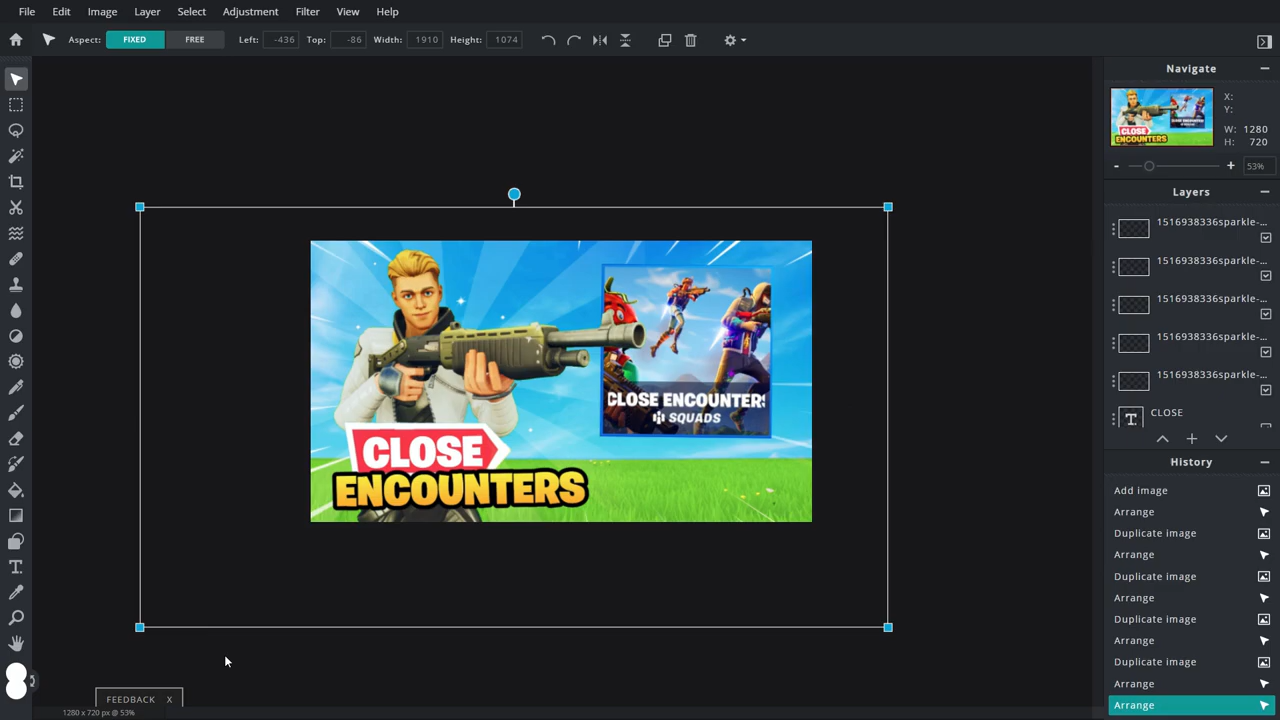 File Edit Image Layer Select Adjustment Filter View Help
Aspect: FIXED FREE Left: -436 Top: -86 Width: 1910 Height: 1074
Navigate
X:
Y:
W: 1280
H: 720
- + 53%
Layers
1516938336sparkle-...
1516938336sparkle-...
1516938336sparkle-...
1516938336sparkle-...
1516938336sparkle-...
T CLOSE
History
Add image
Arrange
Duplicate image
Arrange
Duplicate image
Arrange
Duplicate image
Arrange
Duplicate image
Arrange
Arrange
CLOSE ENCOUNTERS
SQUADS
CLOSE
ENCOUNTERS
FEEDBACK X
1280 x 720 px @ 53%